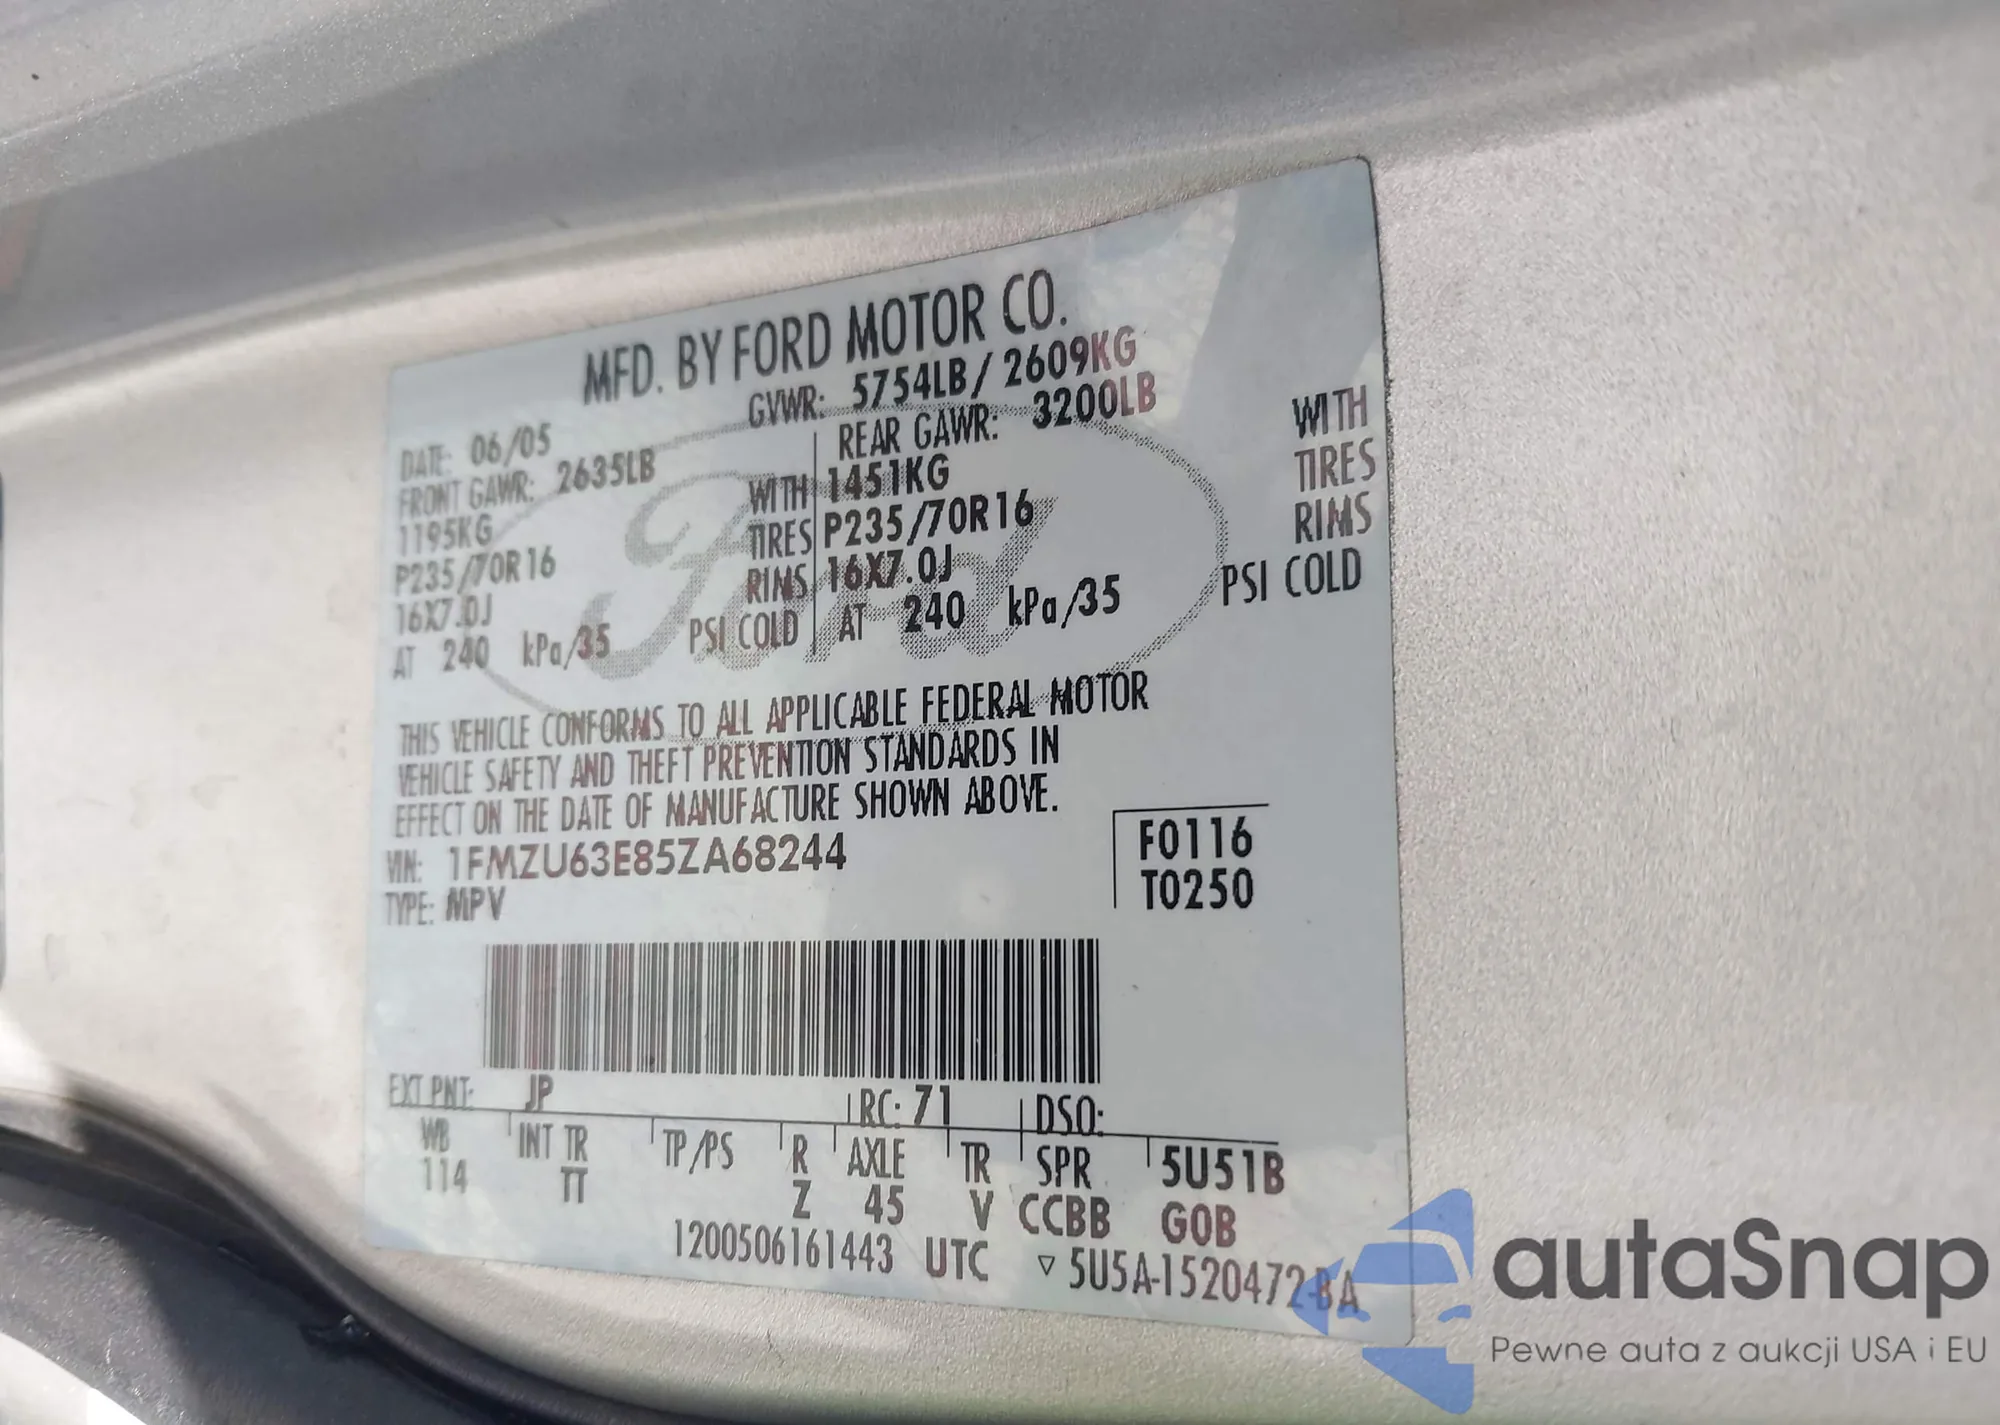 MFD. BY FORD MOTOR CO.
DATE: 06/05 GVWR: 5754LB/2609KG
FRONT GAWR: 2635LB REAR GAWR: 3200LB
1195KG WITH 1451KG WITH
P235/70R16 TIRES P235/70R16 TIRES
16X7.0J RIMS 16X7.0J RIMS
AT 240 kPa/35 PSI COLD AT 240 kPa/35 PSI COLD
Ford
THIS VEHICLE CONFORMS TO ALL APPLICABLE FEDERAL MOTOR
VEHICLE SAFETY AND THEFT PREVENTION STANDARDS IN
EFFECT ON THE DATE OF MANUFACTURE SHOWN ABOVE.
VIN: 1FMZU63E85ZA68244 F0116
TYPE: MPV T0250
EXT PNT: JP RC: 71 DSO:
WB INT TR TP/PS R AXLE TR SPR 5U51B
114 TT Z 45 V CCBB GOB
1200506161443 UTC ▽5U5A-1520472-BA
autaSnap
Pewne auta z aukcji USA i EU